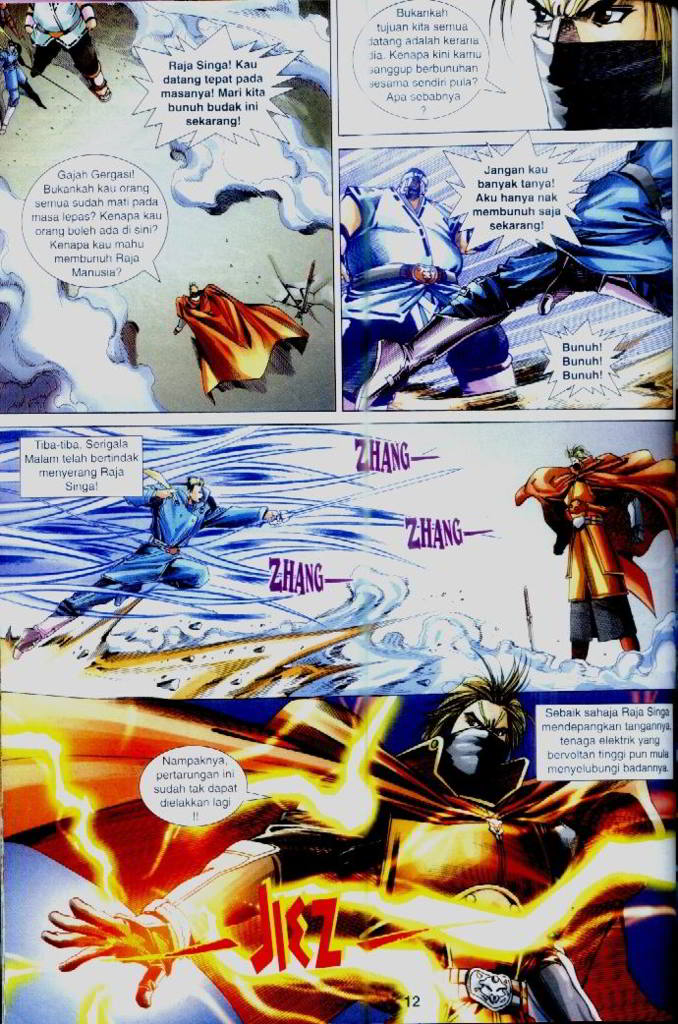 Raja Singa! Kau
datang tepat pada
masanya! Mari kita
bunuh budak ini
sekarang!
Gajah Gergasi!
Bukankah kau orang
semua sudah mati pada
masa lepas? Kenapa kau
orang boleh ada di sini?
Kenapa kau mahu
membunuh Raja
Manusia?
Bukankah
tujuan kita semua
datang adalah kerana
dia. Kenapa kini kamu
sanggup berbunuhan
sesama sendiri pula?
Apa sebabnya
?
Jangan kau
banyak tanya!
Aku hanya nak
membunuh saja
sekarang!
Bunuh!
Bunuh!
Bunuh!
Tiba-tiba, Serigala
Malam telah bertindak
menyerang Raja
Singa!
ZHANG
ZHANG
ZHANG
Sebaik sahaja Raja Singa
mendepangkan tangannya,
tenaga elektrik yang
bervoltan tinggi pun mula
menyelubungi badannya.
Nampaknya,
pertarungan ini
sudah tak dapat
dielakkan lagi
!!
JIEZ
12